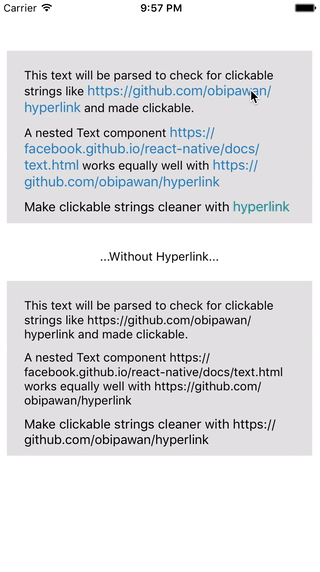 Carrier 9:57 PM
This text will be parsed to check for clickable
strings like https://github.com/obipawan/
hyperlink and made clickable.
A nested Text component https://
facebook.github.io/react-native/docs/
text.html works equally well with https://
github.com/obipawan/hyperlink
Make clickable strings cleaner with hyperlink
...Without Hyperlink...
This text will be parsed to check for clickable
strings like https://github.com/obipawan/
hyperlink and made clickable.
A nested Text component https://
facebook.github.io/react-native/docs/text.html
works equally well with https://github.com/
obipawan/hyperlink
Make clickable strings cleaner with https://
github.com/obipawan/hyperlink